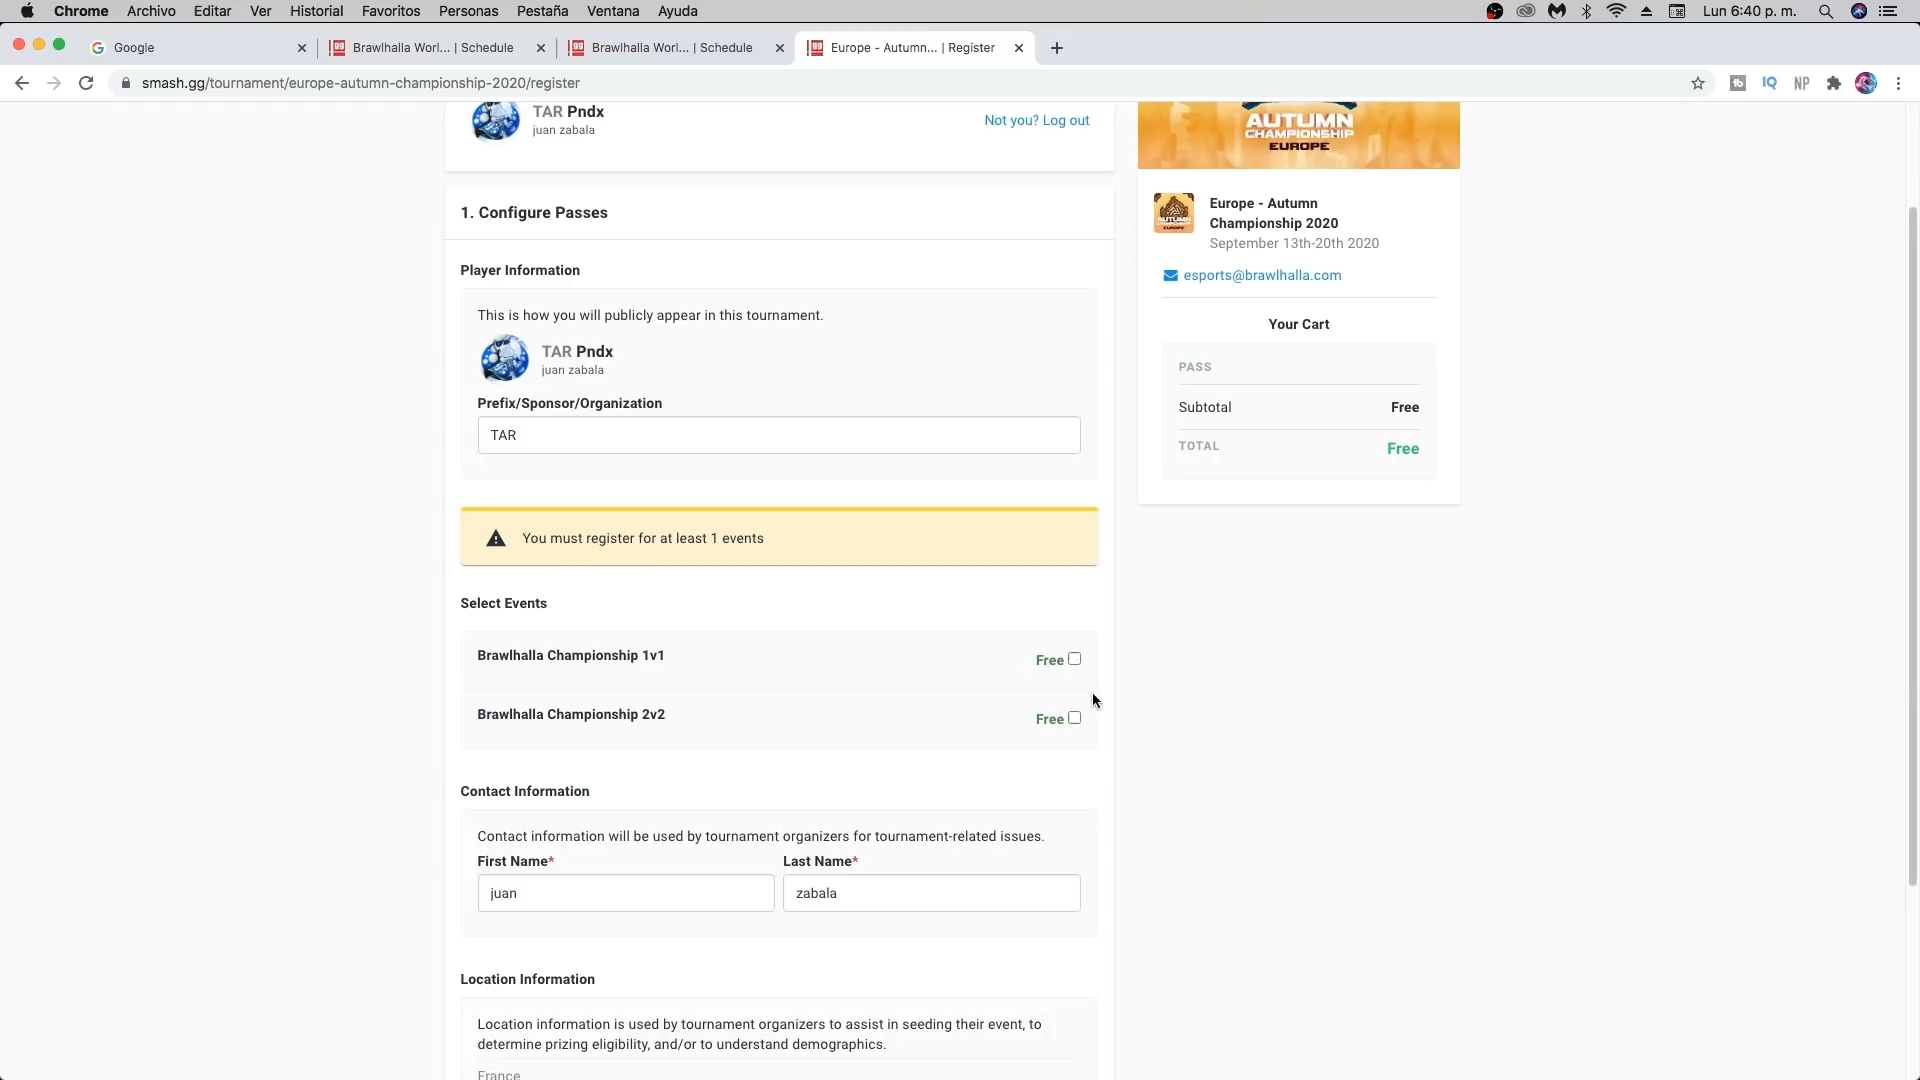 Chrome Archivo Editar Ver Historial Favoritos Personas Pestaña Ventana Ayuda Lun 6:40 p. m.
Google Brawlhalla Worl... | Schedule Brawlhalla Worl... | Schedule Europe - Autumn... | Register
smash.gg/tournament/europe-autumn-championship-2020/register IQ NP
TAR Pndx
juan zabala
Not you? Log out
1. Configure Passes
Player Information
This is how you will publicly appear in this tournament.
TAR Pndx
juan zabala
Prefix/Sponsor/Organization
TAR
You must register for at least 1 events
Select Events
Brawlhalla Championship 1v1 Free
Brawlhalla Championship 2v2 Free
Contact Information
Contact information will be used by tournament organizers for tournament-related issues.
First Name* Last Name*
juan zabala
Location Information
Location information is used by tournament organizers to assist in seeding their event, to
determine prizing eligibility, and/or to understand demographics.
France
AUTUMN
CHAMPIONSHIP
EUROPE
Europe - Autumn
Championship 2020
September 13th-20th 2020
esports@brawlhalla.com
Your Cart
PASS
Subtotal Free
TOTAL Free